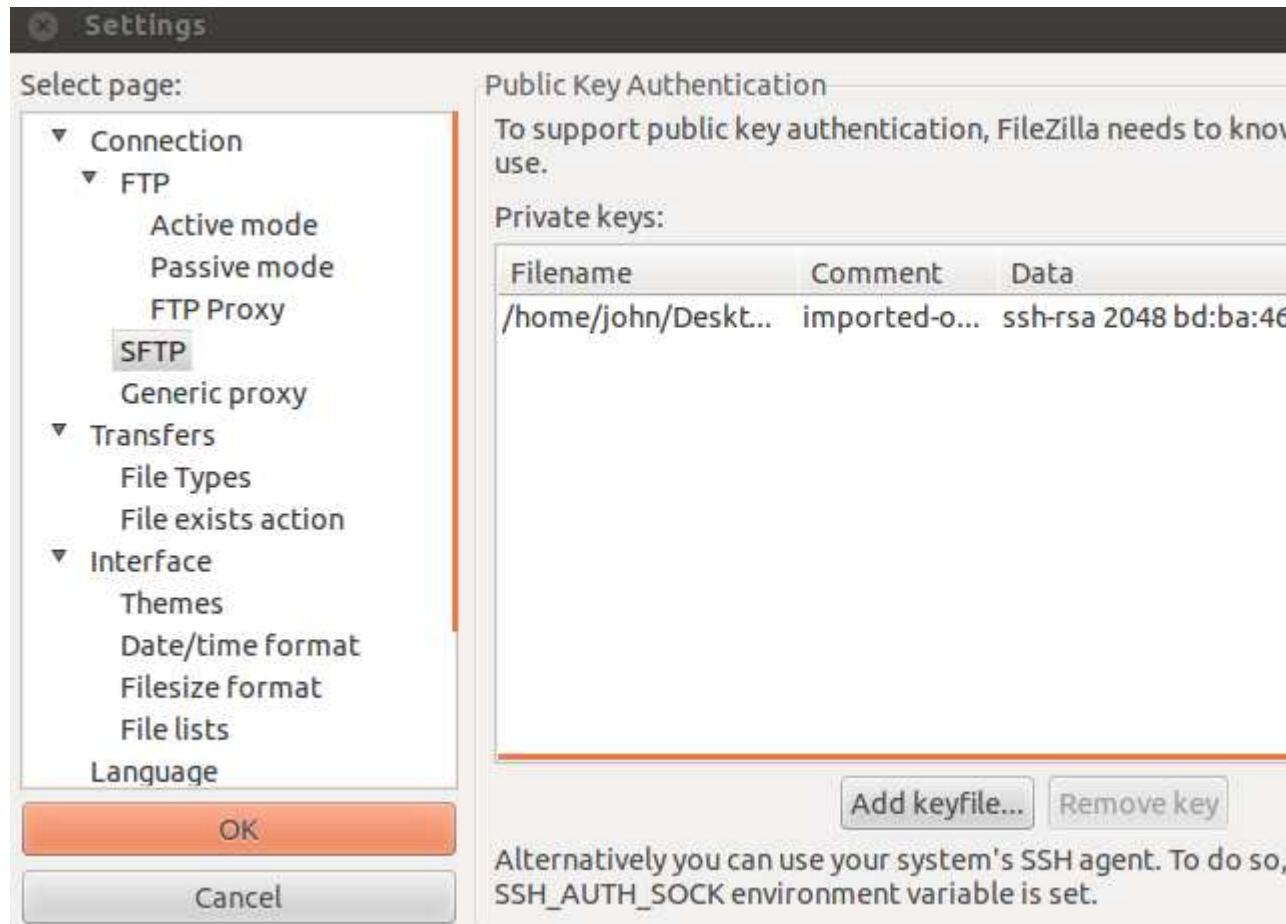 Settings
Select page:
Connection
FTP
Active mode
Passive mode
FTP Proxy
SFTP
Generic proxy
Transfers
File Types
File exists action
Interface
Themes
Date/time format
Filesize format
File lists
Language
OK
Cancel
Public Key Authentication
To support public key authentication, FileZilla needs to know
use.
Private keys:
Filename Comment Data
/home/john/Deskt... imported-o... ssh-rsa 2048 bd:ba:46
Add keyfile... Remove key
Alternatively you can use your system's SSH agent. To do so,
SSH_AUTH_SOCK environment variable is set.